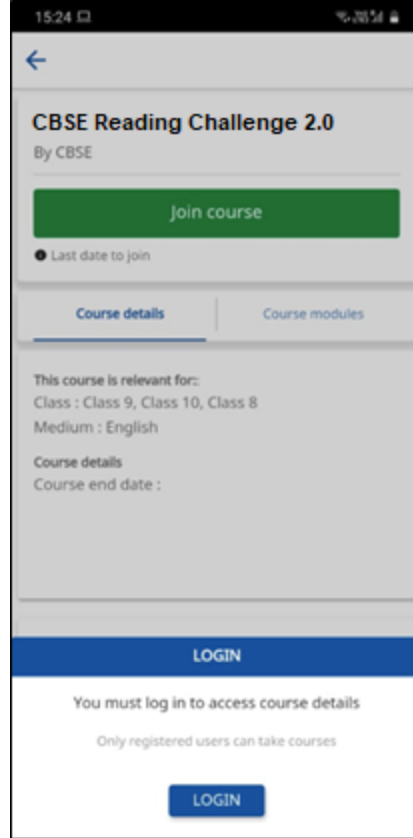 15:24
CBSE Reading Challenge 2.0
By CBSE
Join course
Last date to join
Course details
Course modules
This course is relevant for::
Class : Class 9, Class 10, Class 8
Medium : English
Course details
Course end date :
LOGIN
You must log in to access course details
Only registered users can take courses
LOGIN